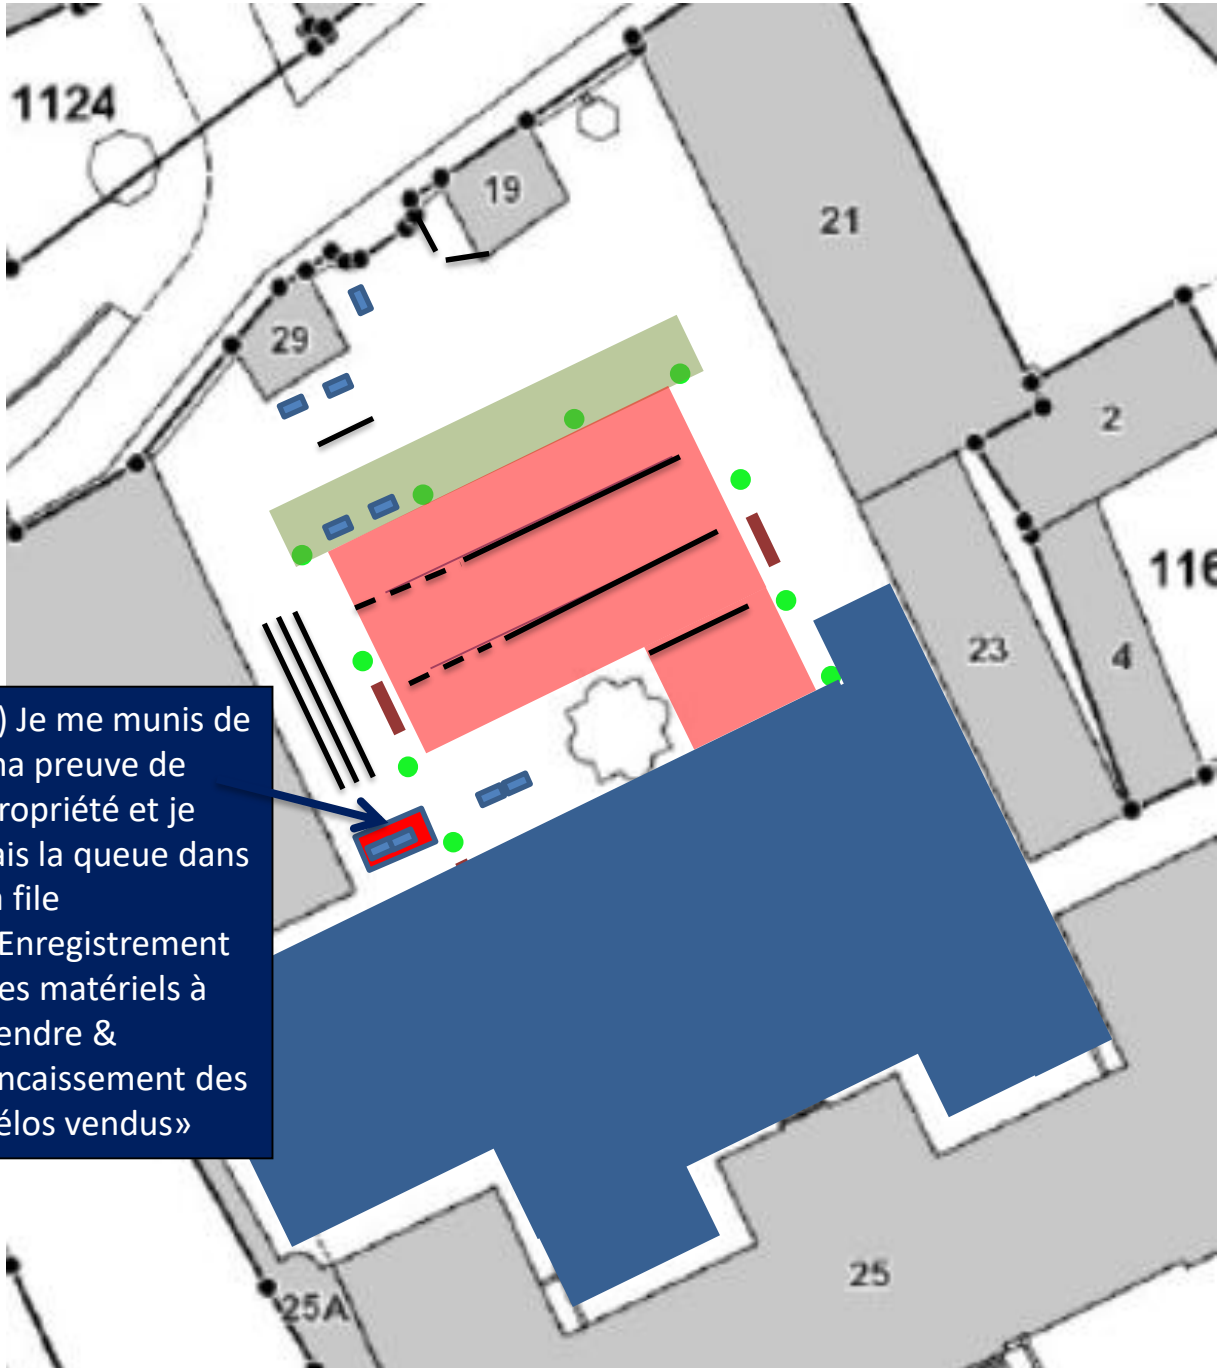 1124
19
21
29
2
116
23
4
) Je me munis de
na preuve de
ropriété et je
ais la queue dans
n file
Enregistrement
es matériels à
endre &
ncaissement des
élos vendus»
25
25A